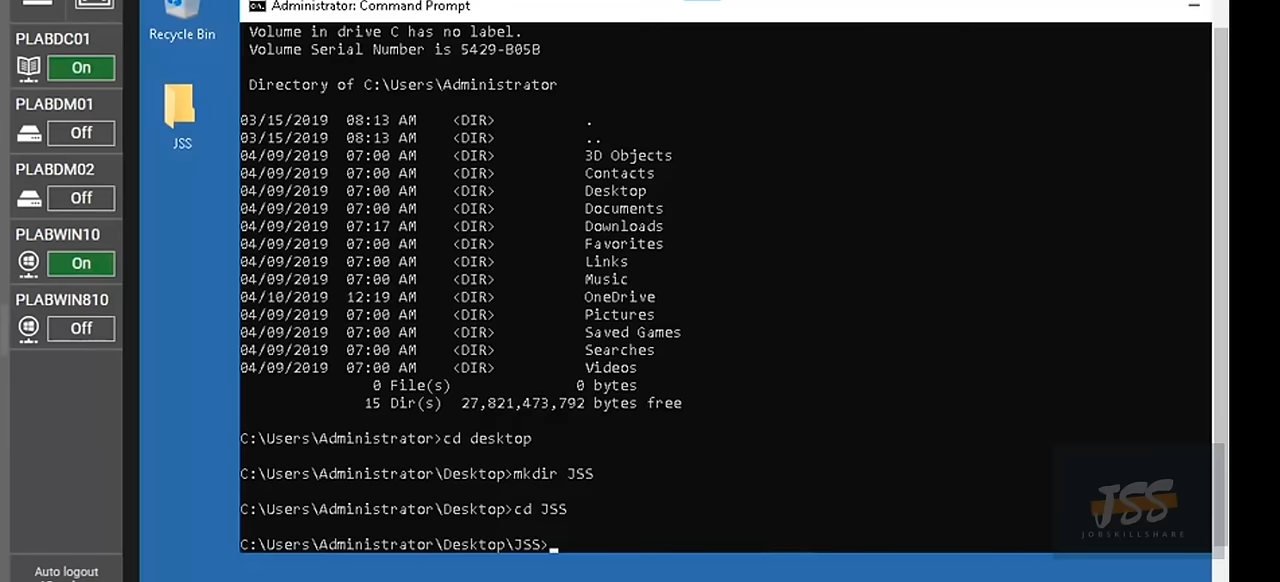 PLABDC01
On
PLABDM01
Off
PLABDM02
Off
PLABWIN10
On
PLABWIN810
Off
Auto logout
Recycle Bin
JSS
Administrator: Command Prompt
Volume in drive C has no label.
Volume Serial Number is 5429-B05B
Directory of C:\Users\Administrator
03/15/2019 08:13 AM <DIR> .
03/15/2019 08:13 AM <DIR> ..
04/09/2019 07:00 AM <DIR> 3D Objects
04/09/2019 07:00 AM <DIR> Contacts
04/09/2019 07:00 AM <DIR> Desktop
04/09/2019 07:00 AM <DIR> Documents
04/09/2019 07:17 AM <DIR> Downloads
04/09/2019 07:00 AM <DIR> Favorites
04/09/2019 07:00 AM <DIR> Links
04/09/2019 07:00 AM <DIR> Music
04/10/2019 12:19 AM <DIR> OneDrive
04/09/2019 07:00 AM <DIR> Pictures
04/09/2019 07:00 AM <DIR> Saved Games
04/09/2019 07:00 AM <DIR> Searches
04/09/2019 07:00 AM <DIR> Videos
0 File(s) 0 bytes
15 Dir(s) 27,821,473,792 bytes free
C:\Users\Administrator>cd desktop
C:\Users\Administrator\Desktop>mkdir JSS
C:\Users\Administrator\Desktop>cd JSS
C:\Users\Administrator\Desktop\JSS>
JSS
JOBSKILLSHARE